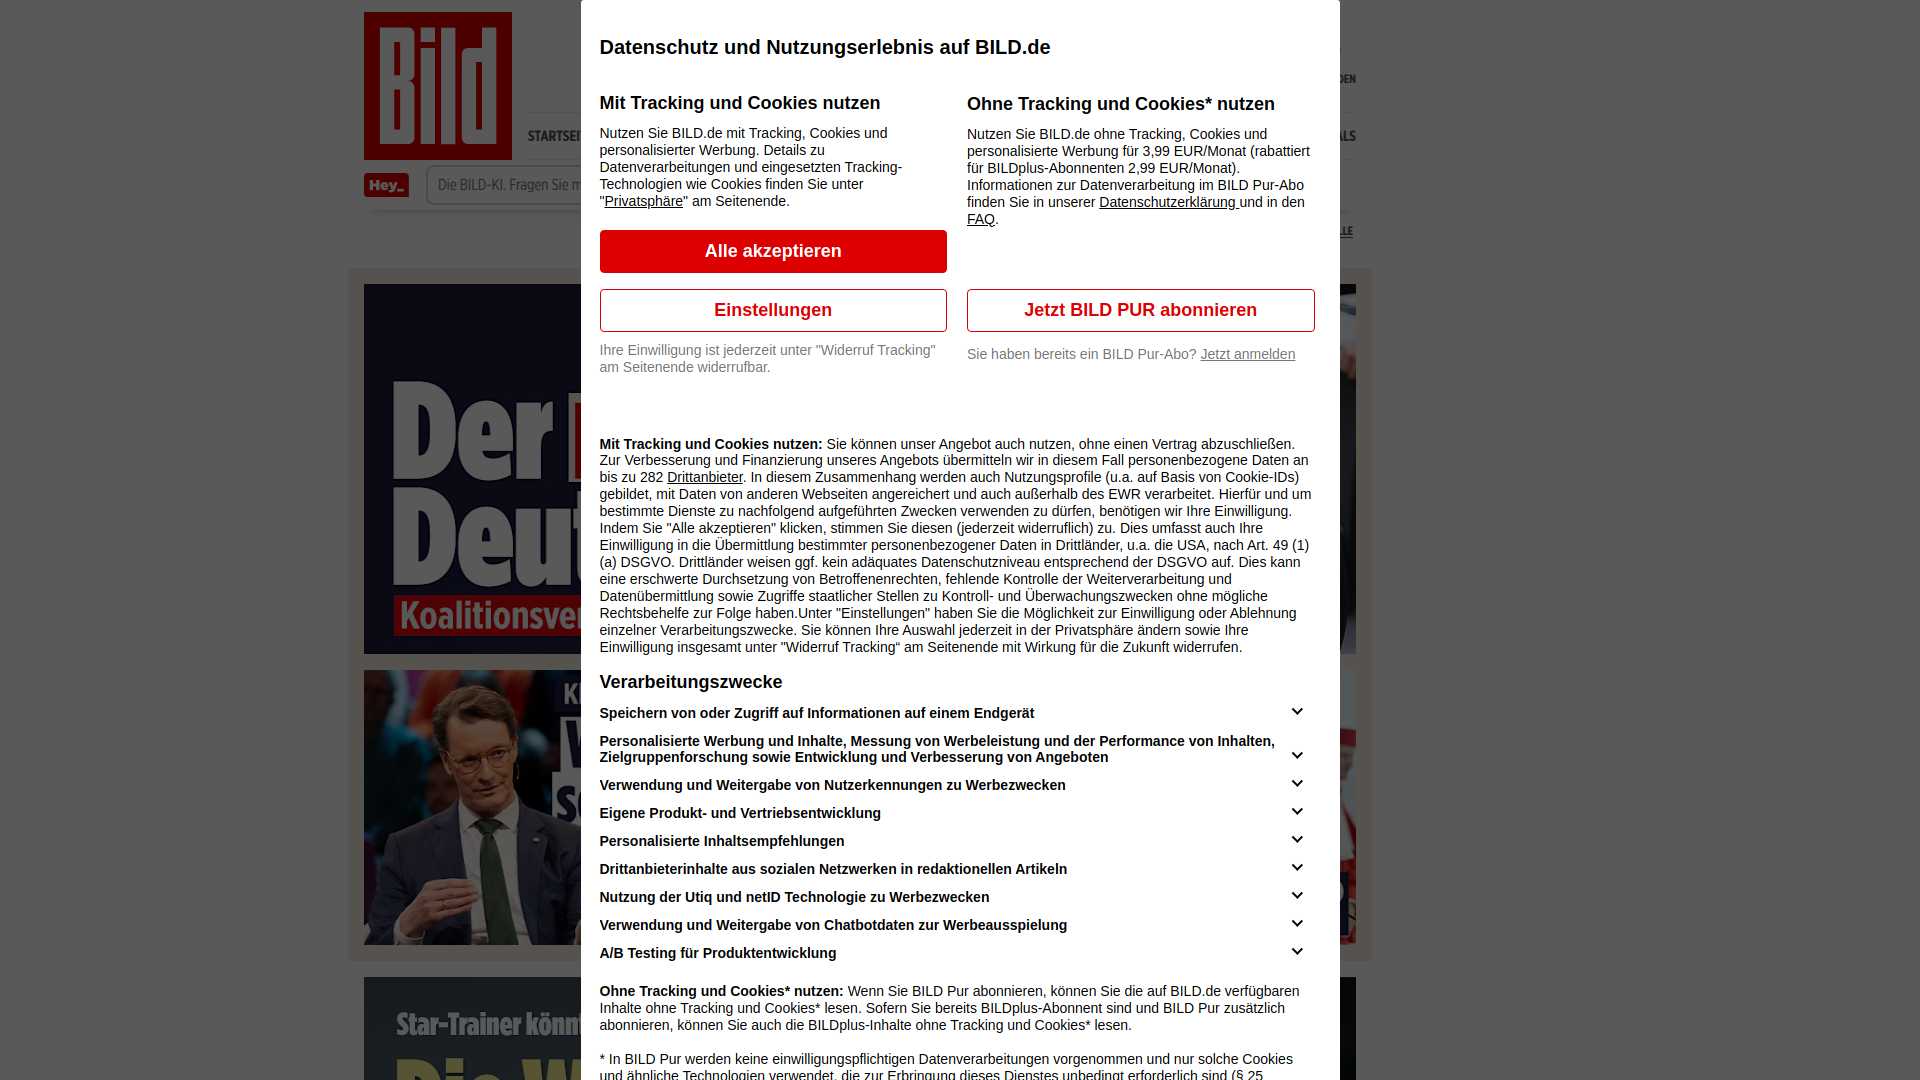 Bild
Datenschutz und Nutzungserlebnis auf BILD.de
Mit Tracking und Cookies nutzen
Nutzen Sie BILD.de mit Tracking, Cookies und
personalisierter Werbung. Details zu
Datenverarbeitungen und eingesetzten Tracking-
Technologien wie Cookies finden Sie unter
"Privatsphäre" am Seitenende.
Alle akzeptieren
Einstellungen
Ihre Einwilligung ist jederzeit unter "Widerruf Tracking"
am Seitenende widerrufbar.
Ohne Tracking und Cookies* nutzen
Nutzen Sie BILD.de ohne Tracking, Cookies und
personalisierte Werbung für 3,99 EUR/Monat (rabattiert
für BILDplus-Abonnenten 2,99 EUR/Monat).
Informationen zur Datenverarbeitung im BILD Pur-Abo
finden Sie in unserer Datenschutzerklärung und in den
FAQ.
Jetzt BILD PUR abonnieren
Sie haben bereits ein BILD Pur-Abo? Jetzt anmelden
Hey_
Die BILD-KI. Fragen Sie
Der
Mit Tracking und Cookies nutzen: Sie können unser Angebot auch nutzen, ohne einen Vertrag abzuschließen.
Zur Verbesserung und Finanzierung unseres Angebots übermitteln wir in diesem Fall personenbezogene Daten an
bis zu 282 Drittanbieter. In diesem Zusammenhang werden auch Nutzungsprofile (u.a. auf Basis von Cookie-IDs)
gebildet, mit Daten von anderen Webseiten angereichert und auch außerhalb des EWR verarbeitet. Hierfür und um
bestimmte Dienste zu nachfolgend aufgeführten Zwecken verwenden zu dürfen, benötigen wir Ihre Einwilligung.
Indem Sie "Alle akzeptieren" klicken, stimmen Sie diesen (jederzeit widerruflich) zu. Dies umfasst auch Ihre
Einwilligung in die Übermittlung bestimmter personenbezogener Daten in Drittländer, u.a. die USA, nach Art. 49 (1)
(a) DSGVO. Drittländer weisen ggf. kein adäquates Datenschutzniveau entsprechend der DSGVO auf. Dies kann
eine erschwerte Durchsetzung von Betroffenenrechten, fehlende Kontrolle der Weiterverarbeitung und
Datenübermittlung sowie Zugriffe staatlicher Stellen zu Kontroll- und Überwachungszwecken ohne mögliche
Rechtsbehelfe zur Folge haben.Unter "Einstellungen" haben Sie die Möglichkeit zur Einwilligung oder Ablehnung
einzelner Verarbeitungszwecke. Sie können Ihre Auswahl jederzeit in der Privatsphäre ändern sowie Ihre
Einwilligung insgesamt unter "Widerruf Tracking“ am Seitenende mit Wirkung für die Zukunft widerrufen.
Verarbeitungszwecke
Speichern von oder Zugriff auf Informationen auf einem Endgerät
Personalisierte Werbung und Inhalte, Messung von Werbeleistung und der Performance von Inhalten,
Zielgruppenforschung sowie Entwicklung und Verbesserung von Angeboten
Verwendung und Weitergabe von Nutzerkennungen zu Werbezwecken
Eigene Produkt- und Vertriebsentwicklung
Personalisierte Inhaltsempfehlungen
Drittanbieterinhalte aus sozialen Netzwerken in redaktionellen Artikeln
Nutzung der Utiq und netID Technologie zu Werbezwecken
Verwendung und Weitergabe von Chatbotdaten zur Werbeausspielung
A/B Testing für Produktentwicklung
Ohne Tracking und Cookies* nutzen: Wenn Sie BILD Pur abonnieren, können Sie die auf BILD.de verfügbaren
Inhalte ohne Tracking und Cookies* lesen. Sofern Sie bereits BILDplus-Abonnent sind und BILD Pur zusätzlich
abonnieren, können Sie auch die BILDplus-Inhalte ohne Tracking und Cookies* lesen.
* In BILD Pur werden keine einwilligungspflichtigen Datenverarbeitungen vorgenommen und nur solche Cookies
und ähnliche Technologien verwendet, die zur Erbringung dieses Dienstes unbedingt erforderlich sind (§ 25
Star-Trainer
Die